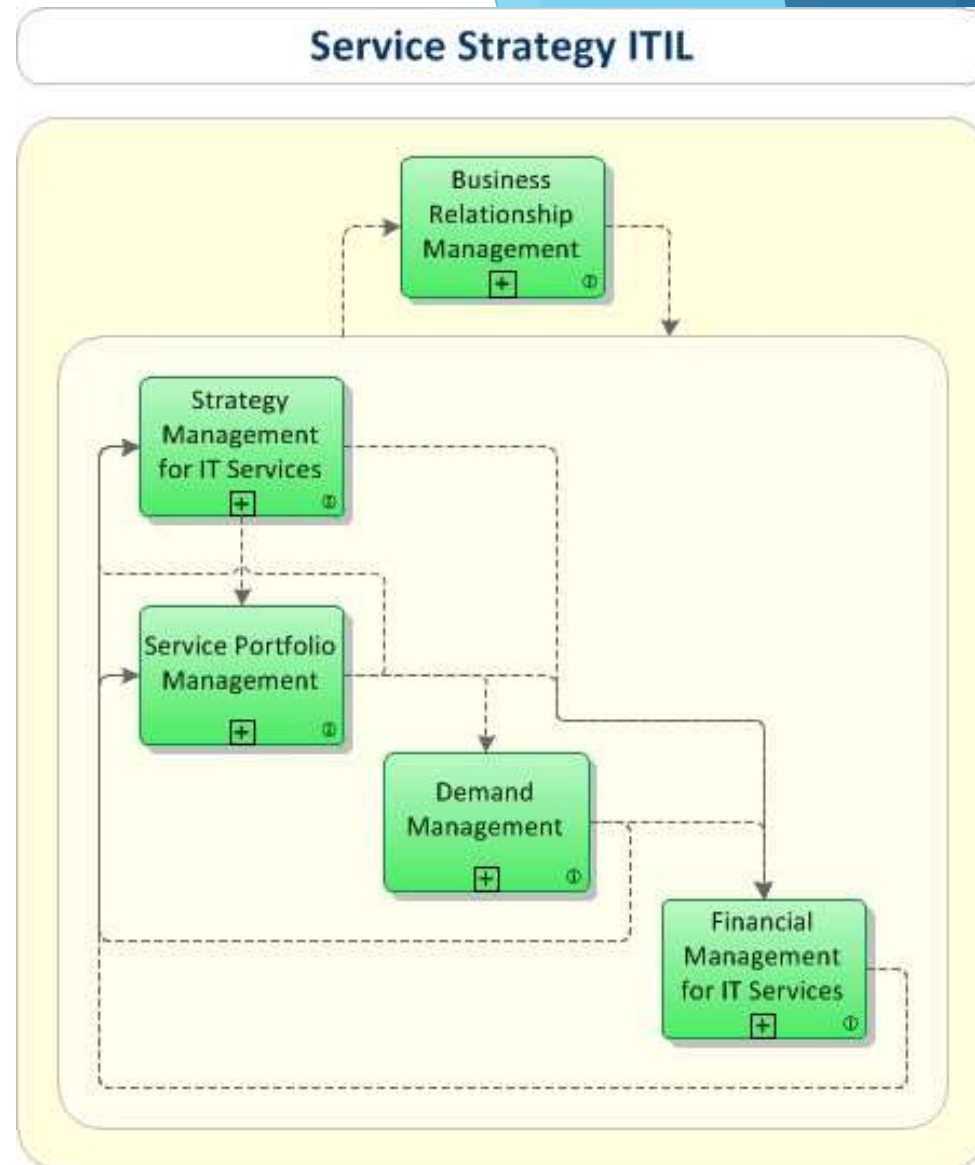 Service Strategy ITIL
Business
Relationship
Management
Strategy
Management
for IT Services
Service Portfolio
Management
Demand
Management
Financial
Management
for IT Services